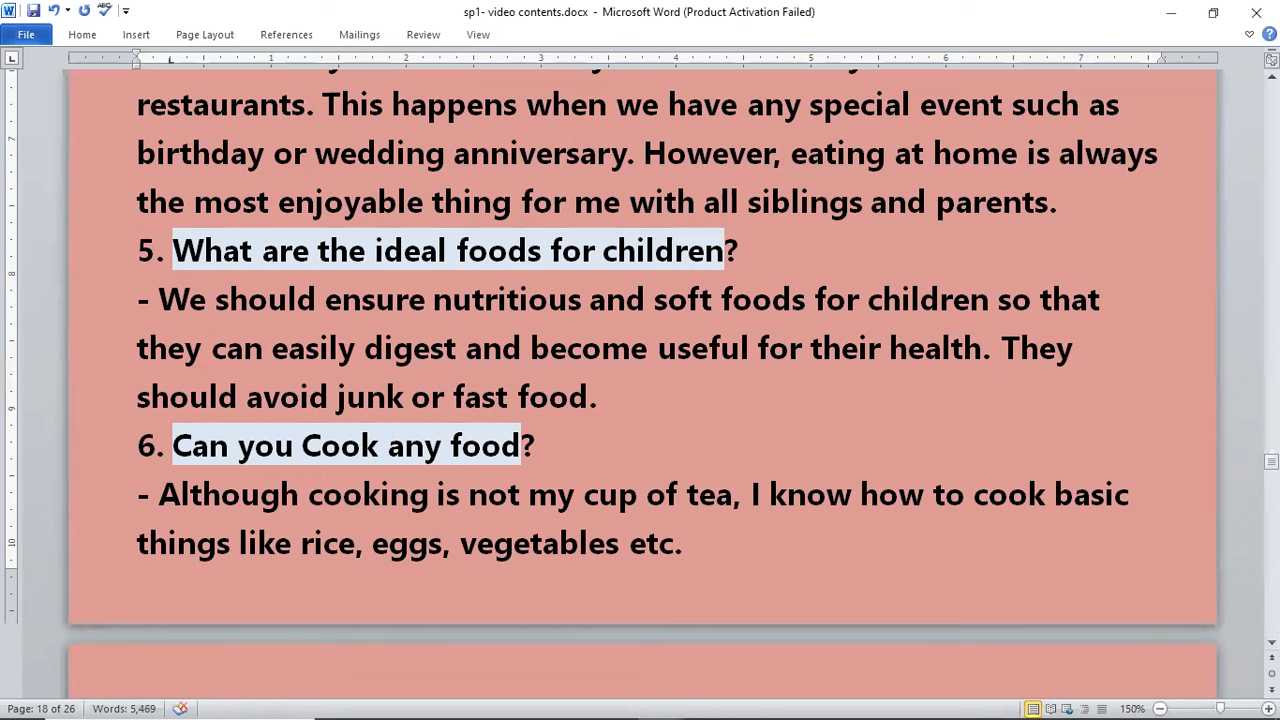 sp1- video contents.docx - Microsoft Word (Product Activation Failed)
File Home Insert Page Layout References Mailings Review View
restaurants. This happens when we have any special event such as
birthday or wedding anniversary. However, eating at home is always
the most enjoyable thing for me with all siblings and parents.
5. What are the ideal foods for children?
- We should ensure nutritious and soft foods for children so that
they can easily digest and become useful for their health. They
should avoid junk or fast food.
6. Can you Cook any food?
- Although cooking is not my cup of tea, I know how to cook basic
things like rice, eggs, vegetables etc.
Page: 18 of 26 Words: 5,469 150%